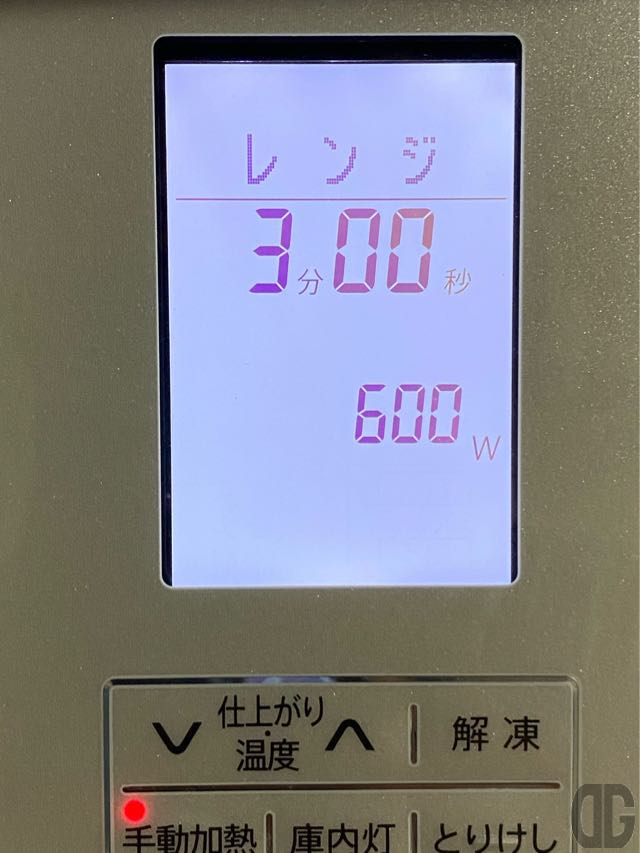 レンジ
3分00秒
600W
仕上がり 解凍
温度
手動加熱 庫内灯 とりけし
DG